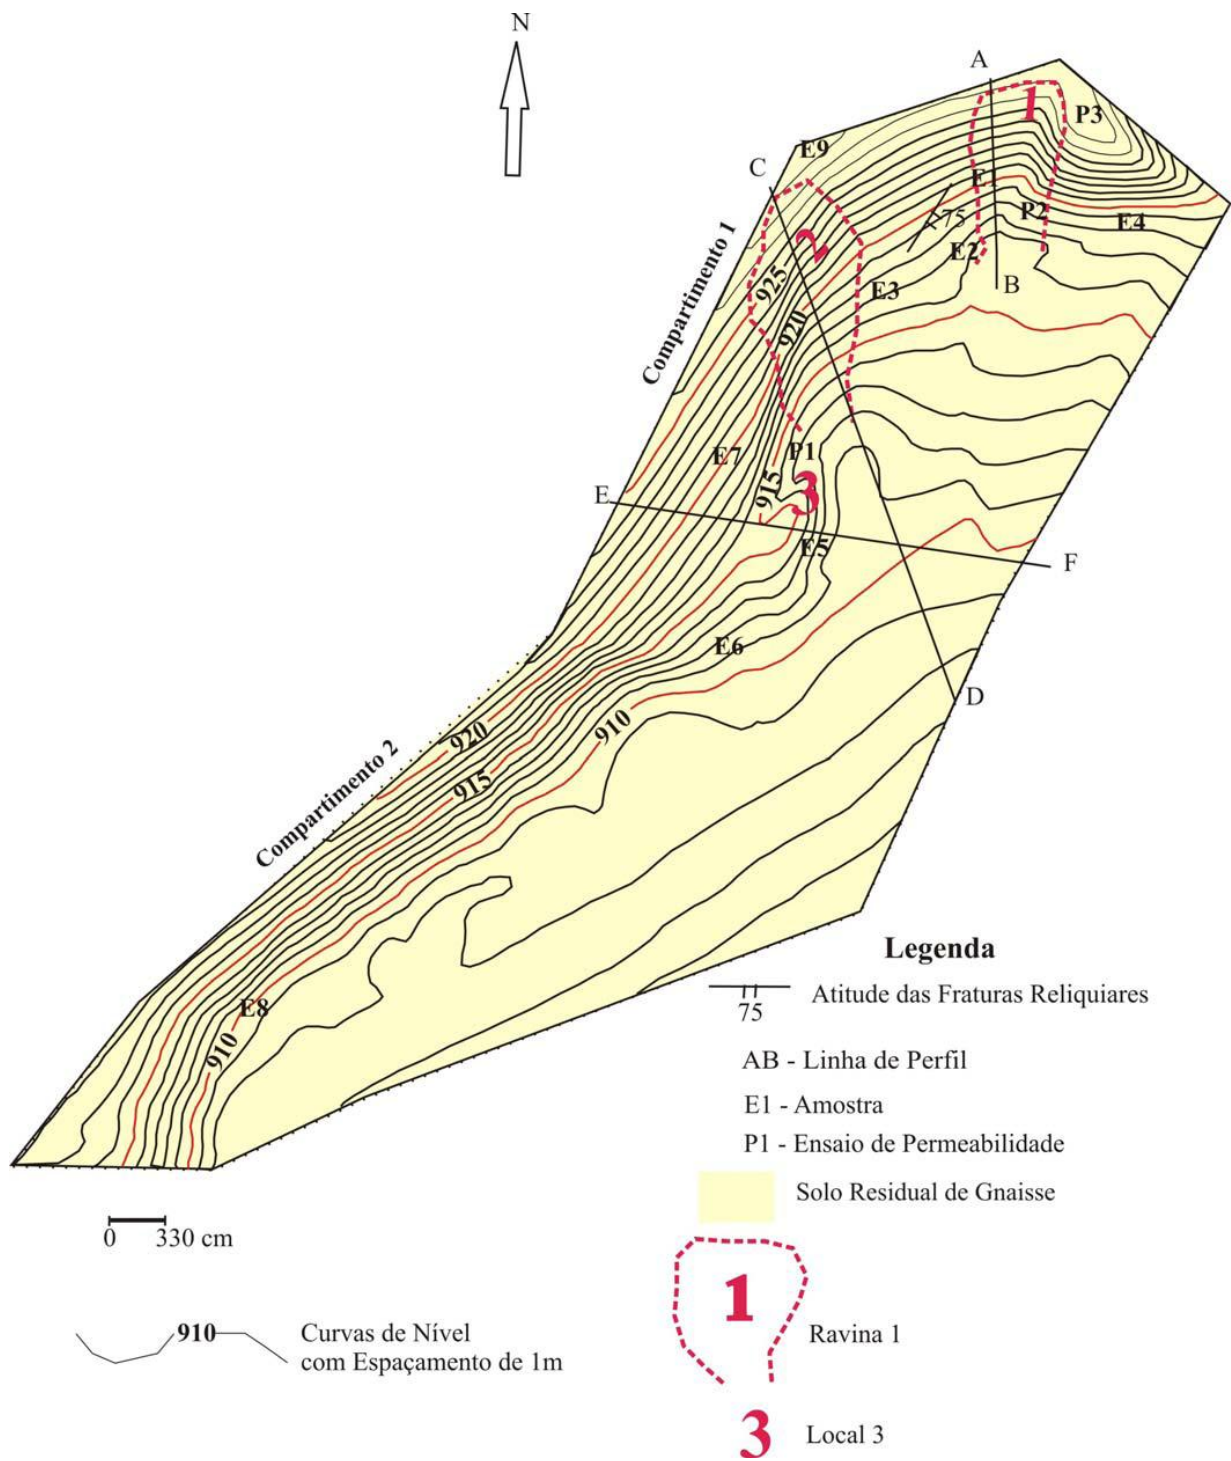 N
A
1
P3
E9
C
E1
P2
E4
75
2
E2
B
Compartimento 1
925
E3
920
E7
P1
915
3
E
E5
F
E6
D
910
920
915
Compartimento 2
E8
910
Legenda
75
Atitude das Fraturas Reliquiares
AB - Linha de Perfil
E1 - Amostra
P1 - Ensaio de Permeabilidade
Solo Residual de Gnaisse
0 330 cm
1
Ravina 1
910
Curvas de Nível
com Espaçamento de 1m
3
Local 3